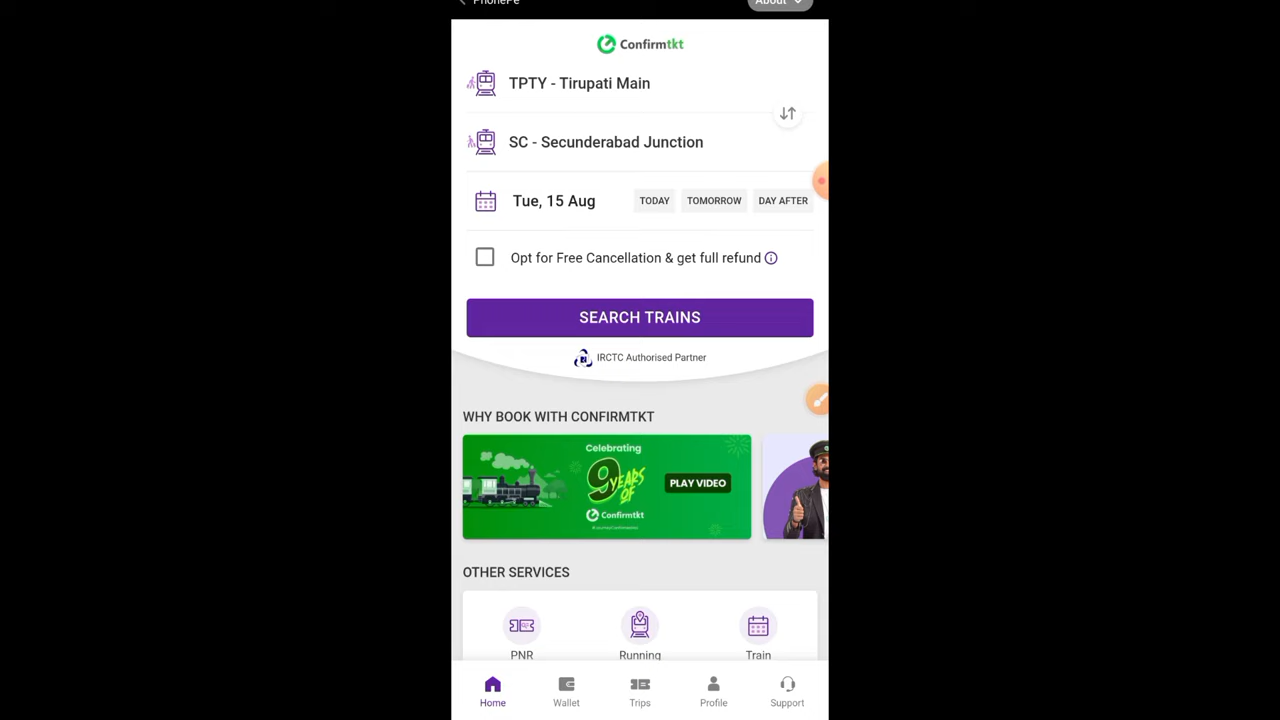 PhonePe
About
Confirmtkt
TPTY - Tirupati Main
SC - Secunderabad Junction
Tue, 15 Aug
TODAY
TOMORROW
DAY AFTER
Opt for Free Cancellation & get full refund
SEARCH TRAINS
IRCTC Authorised Partner
WHY BOOK WITH CONFIRMTKT
Celebrating
9 YEARS
OF
Confirmtkt
PLAY VIDEO
OTHER SERVICES
PNR
Running
Train
Home
Wallet
Trips
Profile
Support